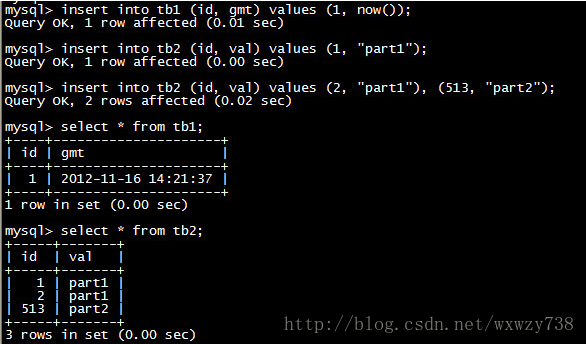 mysql> insert into tb1 (id, gmt) values (1, now());
Query OK, 1 row affected (0.01 sec)
mysql> insert into tb2 (id, val) values (1, "part1");
Query OK, 1 row affected (0.00 sec)
mysql> insert into tb2 (id, val) values (2, "part1"), (513, "part2");
Query OK, 2 rows affected (0.02 sec)
mysql> select * from tb1;
+----+---------------------+
| id | gmt                 |
+----+---------------------+
|  1 | 2012-11-16 14:21:37 |
+----+---------------------+
1 row in set (0.00 sec)
mysql> select * from tb2;
+-----+-------+
| id  | val   |
+-----+-------+
|   1 | part1 |
|   2 | part1 |
| 513 | part2 |
+-----+-------+
3 rows in set (0.00 sec)
http://blog.csdn.net/wxwzy738